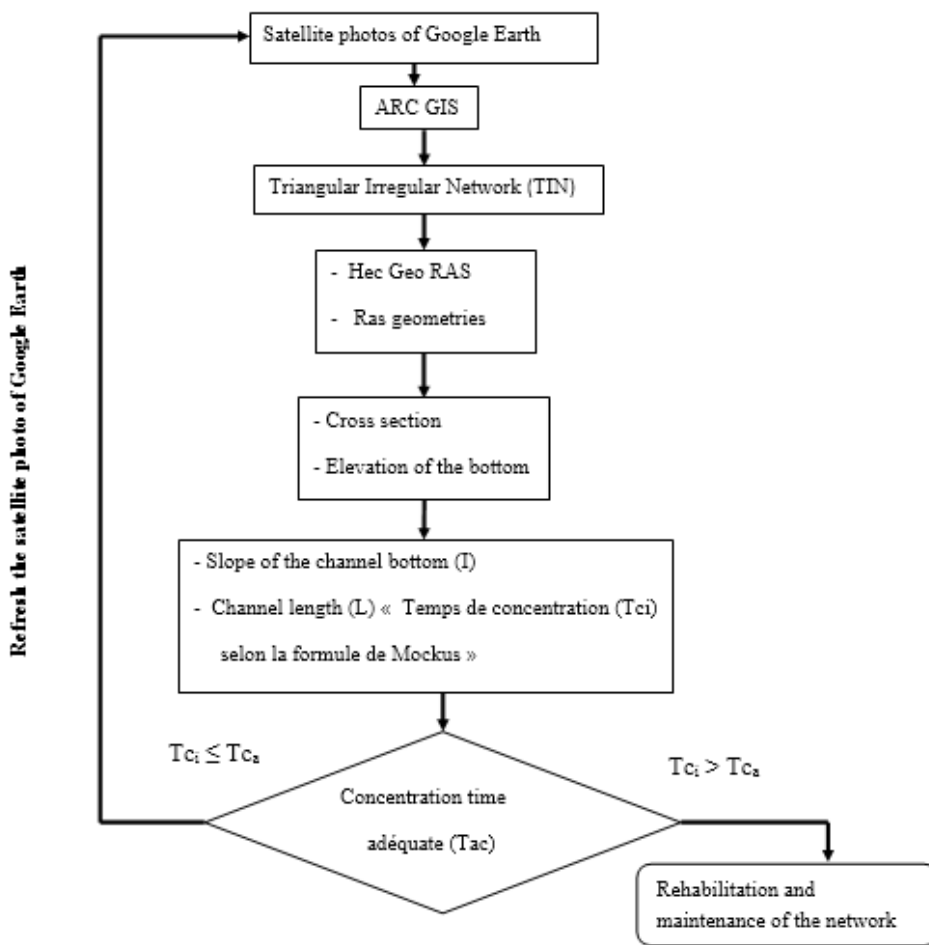 Satellite photos of Google Earth
ARC GIS
Triangular Irregular Network (TIN)
- Hec Geo RAS
- Ras geometries
- Cross section
- Elevation of the bottom
- Slope of the channel bottom (I)
- Channel length (L) « Temps de concentration (Tci)
selon la formule de Mockus »
Tcᵢ ≤ Tcₐ
Tcᵢ > Tcₐ
Concentration time
adéquate (Tac)
Rehabilitation and
maintenance of the network
Refresh the satellite photo of Google Earth